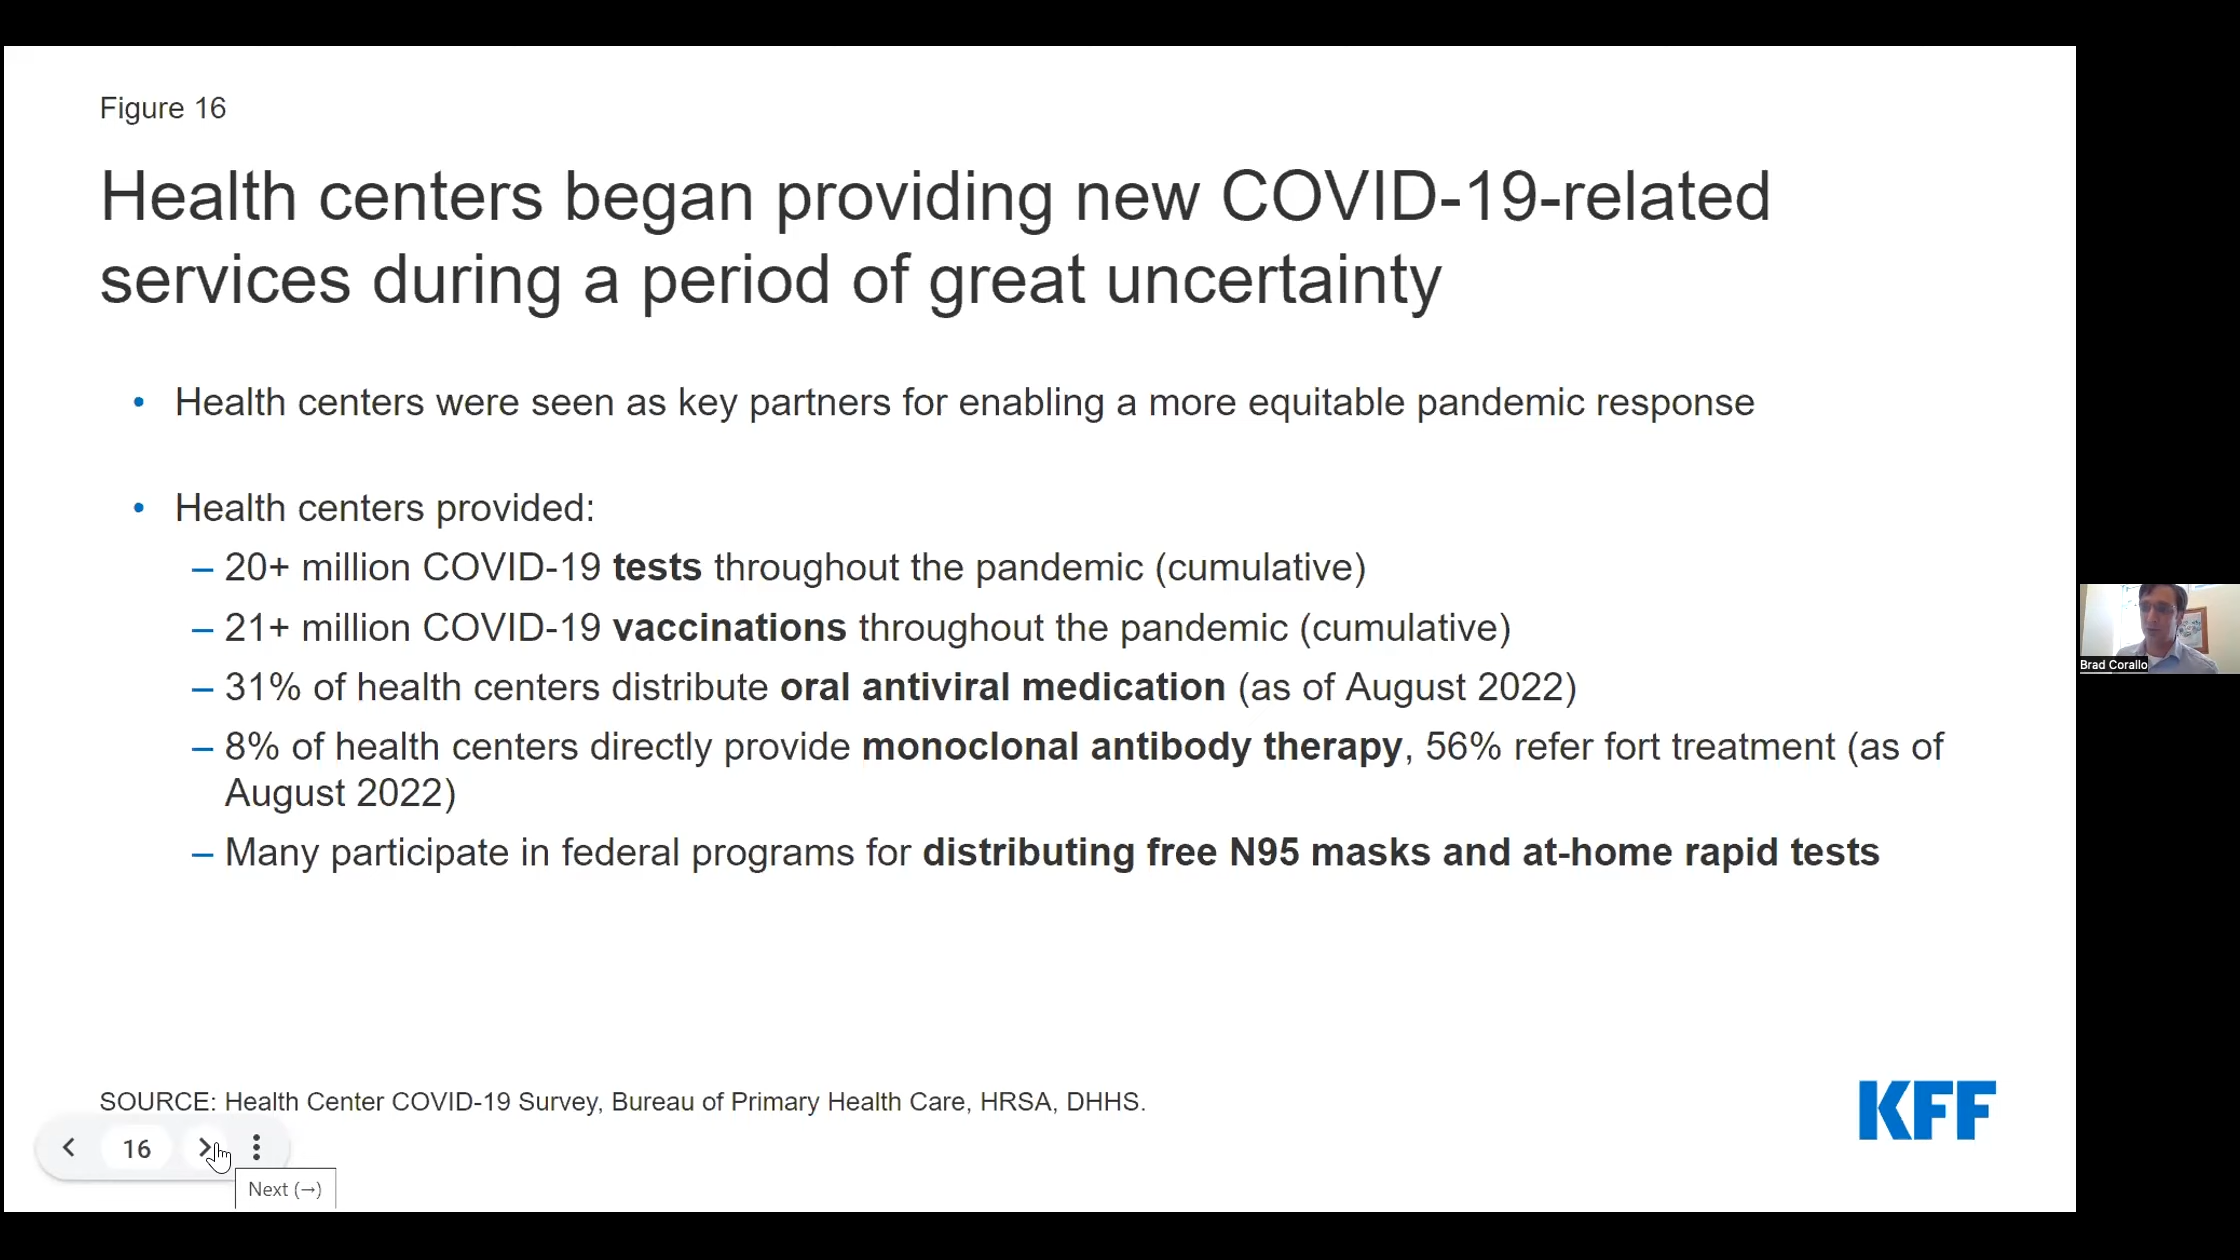 Figure 16
Health centers began providing new COVID-19-related
services during a period of great uncertainty
• Health centers were seen as key partners for enabling a more equitable pandemic response
• Health centers provided:
– 20+ million COVID-19 tests throughout the pandemic (cumulative)
– 21+ million COVID-19 vaccinations throughout the pandemic (cumulative)
– 31% of health centers distribute oral antiviral medication (as of August 2022)
– 8% of health centers directly provide monoclonal antibody therapy, 56% refer fort treatment (as of
August 2022)
– Many participate in federal programs for distributing free N95 masks and at-home rapid tests
Brad Corallo
SOURCE: Health Center COVID-19 Survey, Bureau of Primary Health Care, HRSA, DHHS.
KFF
16
Next (→)